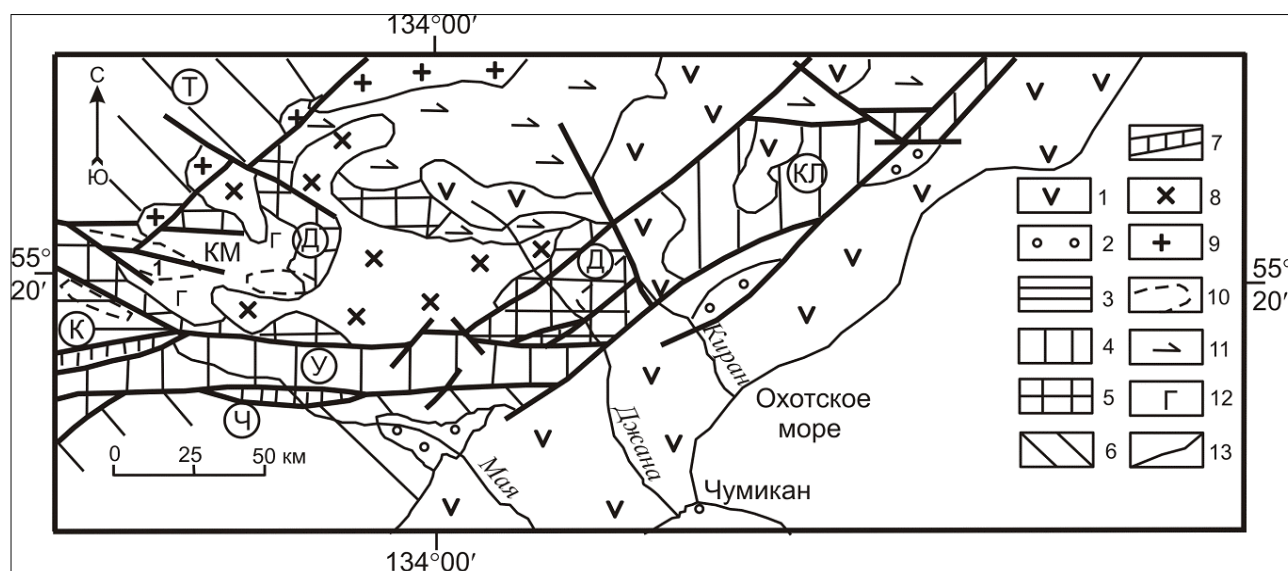 134°00′
С
Ю
Т
КЛ
Д
Г
КМ
1
Д
55°
20′
Г
К
У
Ч
0 25 50 км
Мая
Джана
Киран
Охотское
море
Чумикан
55°
20′
134°00′
7
1
8
2
9
3
10
4
11
5
Г
12
6
13